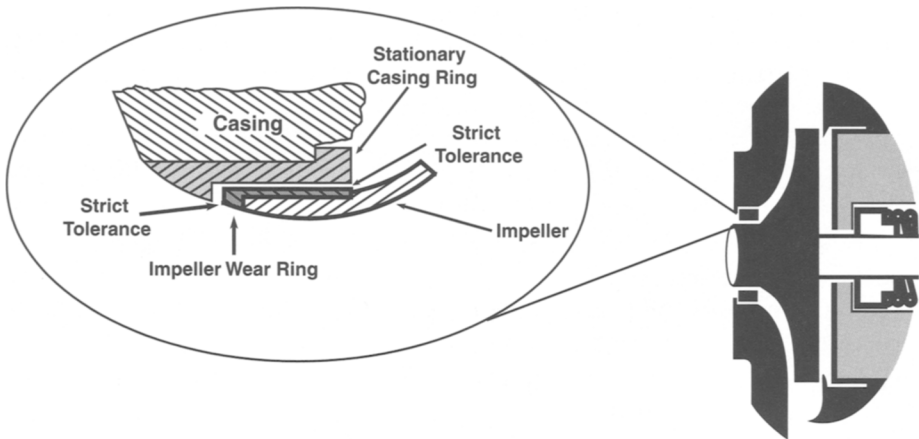 Stationary
Casing Ring
Casing
Strict
Tolerance
Strict
Tolerance
Impeller
Impeller Wear Ring